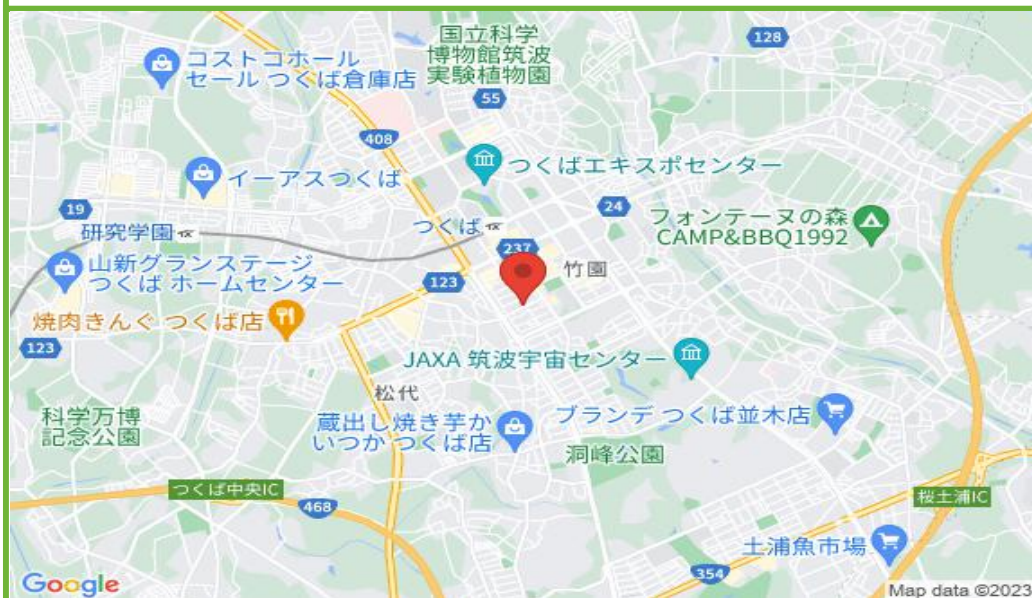 国立科学
博物館筑波
実験植物園
128
コストコホール
セール つくば倉庫店
55
408
つくばエキスポセンター
イーアスつくば
24
19
フォンテーヌの森
CAMP&BBQ1992
つくば
研究学園
237
山新グランステージ
つくば ホームセンター
竹園
123
焼肉きんぐ つくば店
123
JAXA 筑波宇宙センター
松代
科学万博
記念公園
蔵出し焼き芋か
いつか つくば店
ブランデ つくば並木店
洞峰公園
つくば中央IC
468
桜土浦IC
土浦魚市場
354
Google
Map data ©2023